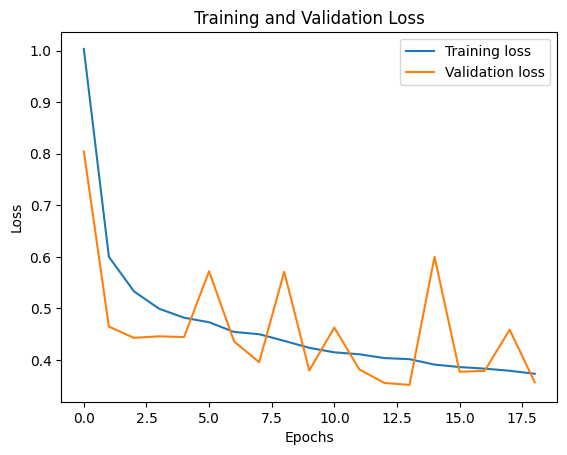 Training and Validation Loss
Training loss
Validation loss
1.0
0.9
0.8
0.7
0.6
0.5
0.4
Loss
0.0 2.5 5.0 7.5 10.0 12.5 15.0 17.5
Epochs